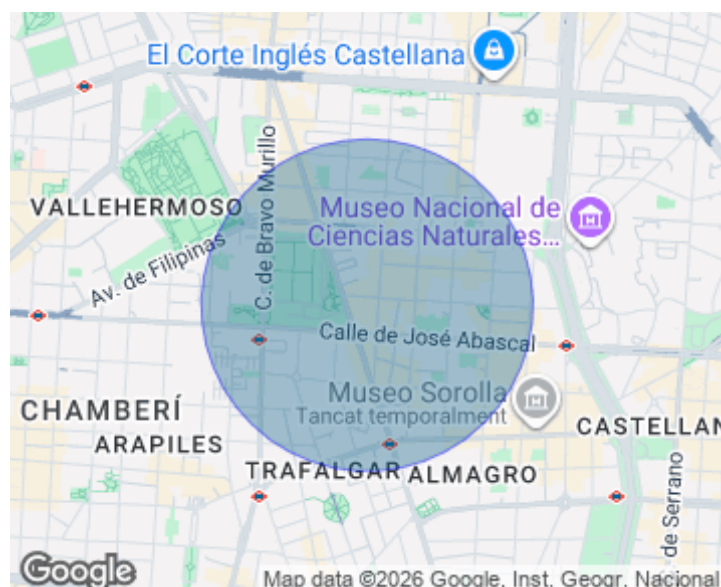 El Corte Inglés Castellana
C. de Bravo Murillo
VALLEHERMOSO
Museo Nacional de
Ciencias Naturales...
Av. de Filipinas
Calle de José Abascal
Museo Sorolla
Tancat temporalment
CHAMBERÍ
ARAPILES
CASTELLAN
TRAFALGAR
ALMAGRO
. de Serrano
Google
Map data ©2026 Google, Inst. Geogr. Nacional